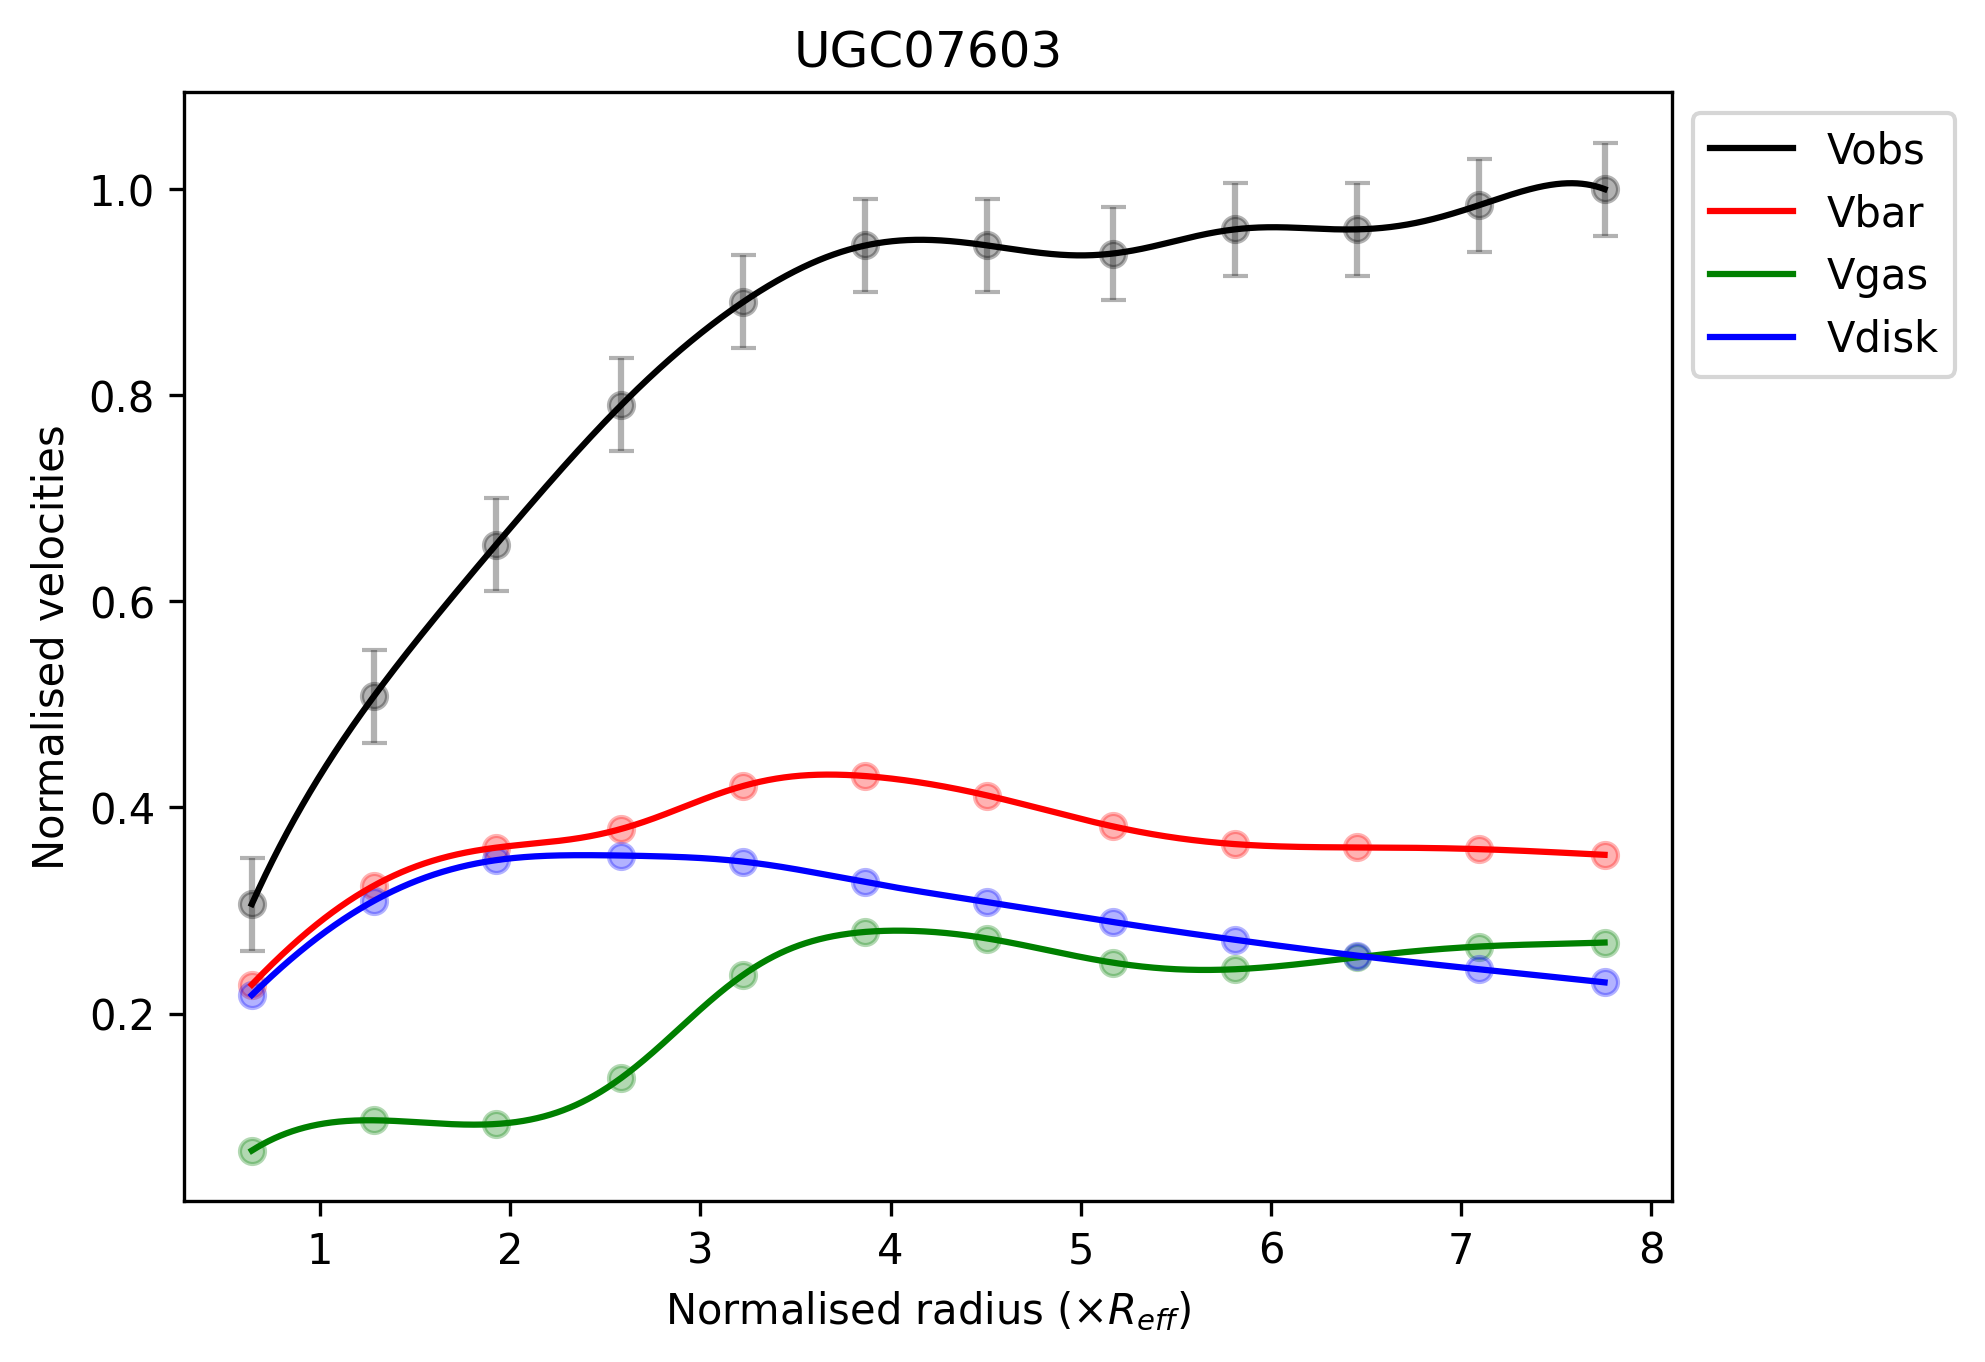 UGC07603
Vobs
Vbar
Vgas
Vdisk
Normalised velocities
1.0
0.8
0.6
0.4
0.2
1 2 3 4 5 6 7 8
Normalised radius (×R_eff)